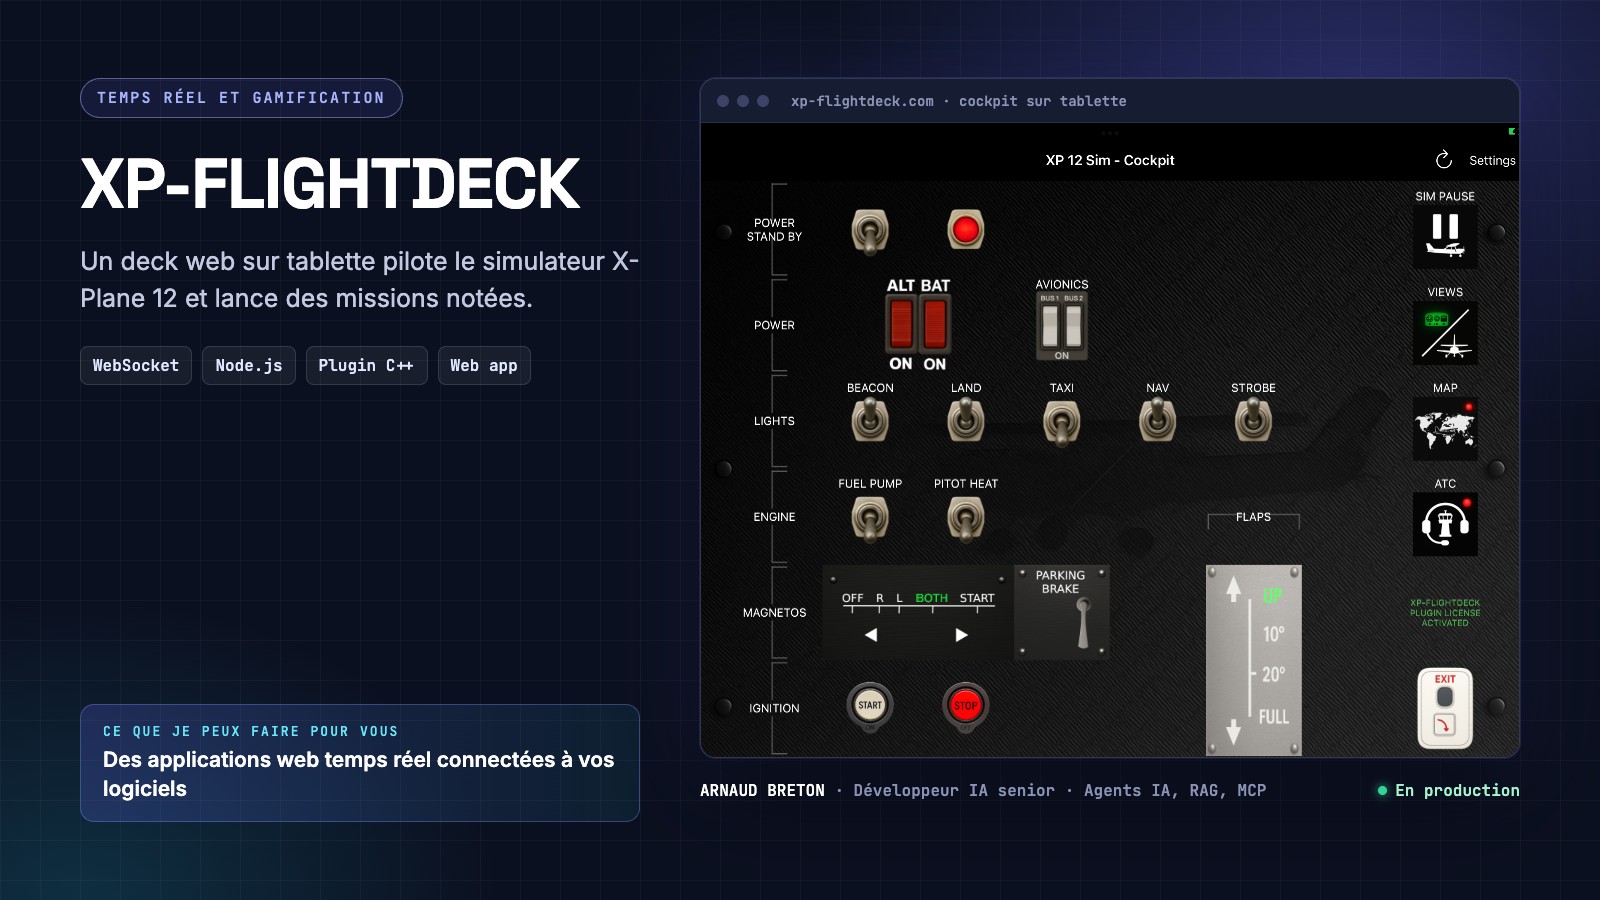 TEMPS RÉEL ET GAMIFICATION
XP-FLIGHTDECK
Un deck web sur tablette pilote le simulateur X-
Plane 12 et lance des missions notées.
WebSocket
Node.js
Plugin C++
Web app
CE QUE JE PEUX FAIRE POUR VOUS
Des applications web temps réel connectées à vos
logiciels
xp-flightdeck.com · cockpit sur tablette
XP 12 Sim - Cockpit
Settings
SIM PAUSE
POWER
STAND BY
ALT BAT
AVIONICS
BUS 1 BUS 2
VIEWS
POWER
ON ON
ON
BEACON
LAND
TAXI
NAV
STROBE
MAP
LIGHTS
FUEL PUMP
PITOT HEAT
ATC
ENGINE
FLAPS
PARKING
BRAKE
OFF R L BOTH START
MAGNETOS
UP
10°
20°
FULL
XP-FLIGHTDECK
PLUGIN LICENSE
ACTIVATED
IGNITION
START
STOP
EXIT
ARNAUD BRETON · Développeur IA senior · Agents IA, RAG, MCP
En production